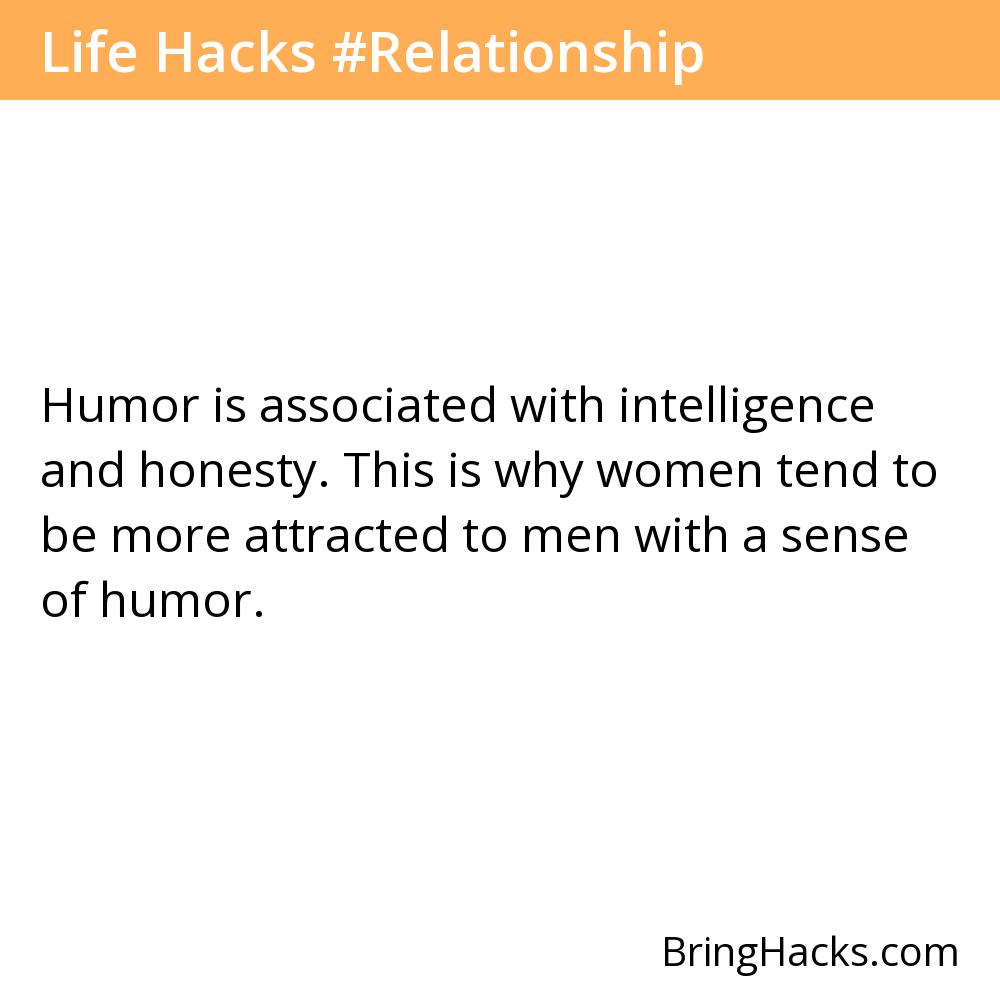 Life Hacks #Relationship
Humor is associated with intelligence
and honesty. This is why women tend to
be more attracted to men with a sense
of humor.
BringHacks.com